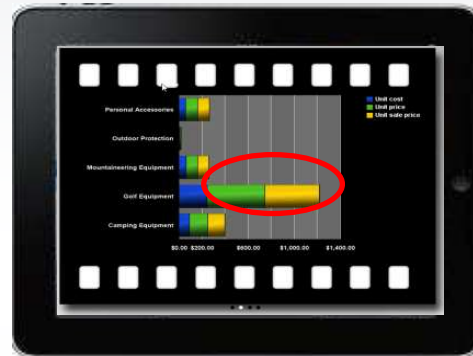 Personal Accessories
Outdoor Protection
Mountaineering Equipment
Golf Equipment
Camping Equipment
$0.00 $200.00 $600.00 $1,000.00 $1,400.00
Unit cost
Unit price
Unit sale price